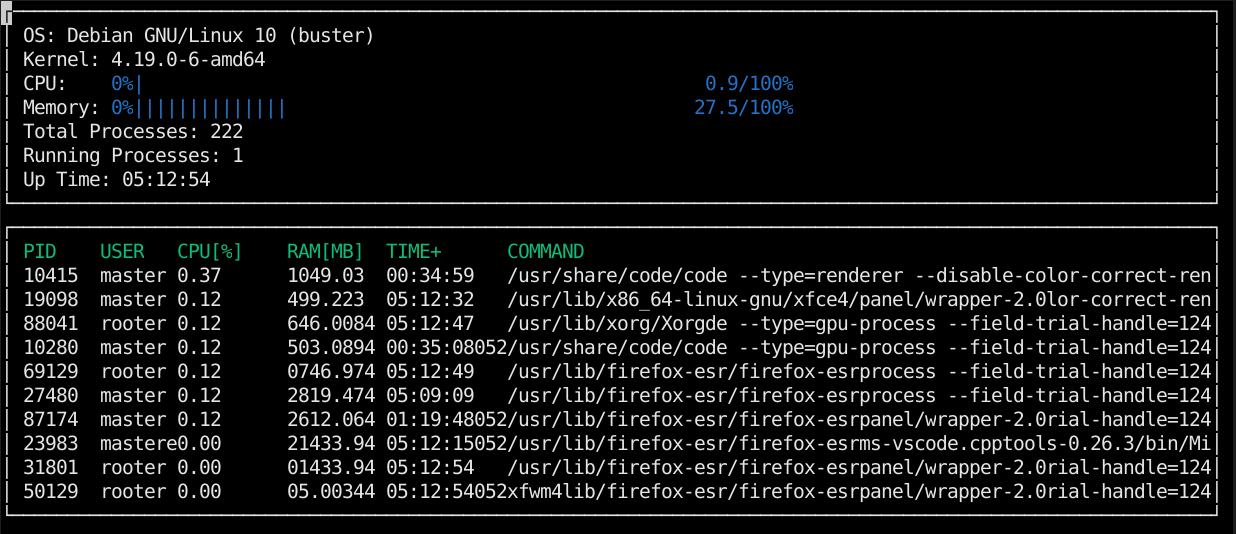 OS: Debian GNU/Linux 10 (buster)
Kernel: 4.19.0-6-amd64
CPU: 0%| 0.9/100%
Memory: 0%|||||||||||||| 27.5/100%
Total Processes: 222
Running Processes: 1
Up Time: 05:12:54
PID USER CPU[%] RAM[MB] TIME+ COMMAND
10415 master 0.37 1049.03 00:34:59 /usr/share/code/code --type=renderer --disable-color-correct-ren
19098 master 0.12 499.223 05:12:32 /usr/lib/x86_64-linux-gnu/xfce4/panel/wrapper-2.0lor-correct-ren
88041 rooter 0.12 646.0084 05:12:47 /usr/lib/xorg/Xorgde --type=gpu-process --field-trial-handle=124
10280 master 0.12 503.0894 00:35:08052/usr/share/code/code --type=gpu-process --field-trial-handle=124
69129 rooter 0.12 0746.974 05:12:49 /usr/lib/firefox-esr/firefox-esrprocess --field-trial-handle=124
27480 master 0.12 2819.474 05:09:09 /usr/lib/firefox-esr/firefox-esrprocess --field-trial-handle=124
87174 master 0.12 2612.064 01:19:48052/usr/lib/firefox-esr/firefox-esrpanel/wrapper-2.0rial-handle=124
23983 mastere0.00 21433.94 05:12:15052/usr/lib/firefox-esr/firefox-esrms-vscode.cpptools-0.26.3/bin/Mi
31801 rooter 0.00 01433.94 05:12:54 /usr/lib/firefox-esr/firefox-esrpanel/wrapper-2.0rial-handle=124
50129 rooter 0.00 05.00344 05:12:54052xfwm4lib/firefox-esr/firefox-esrpanel/wrapper-2.0rial-handle=124